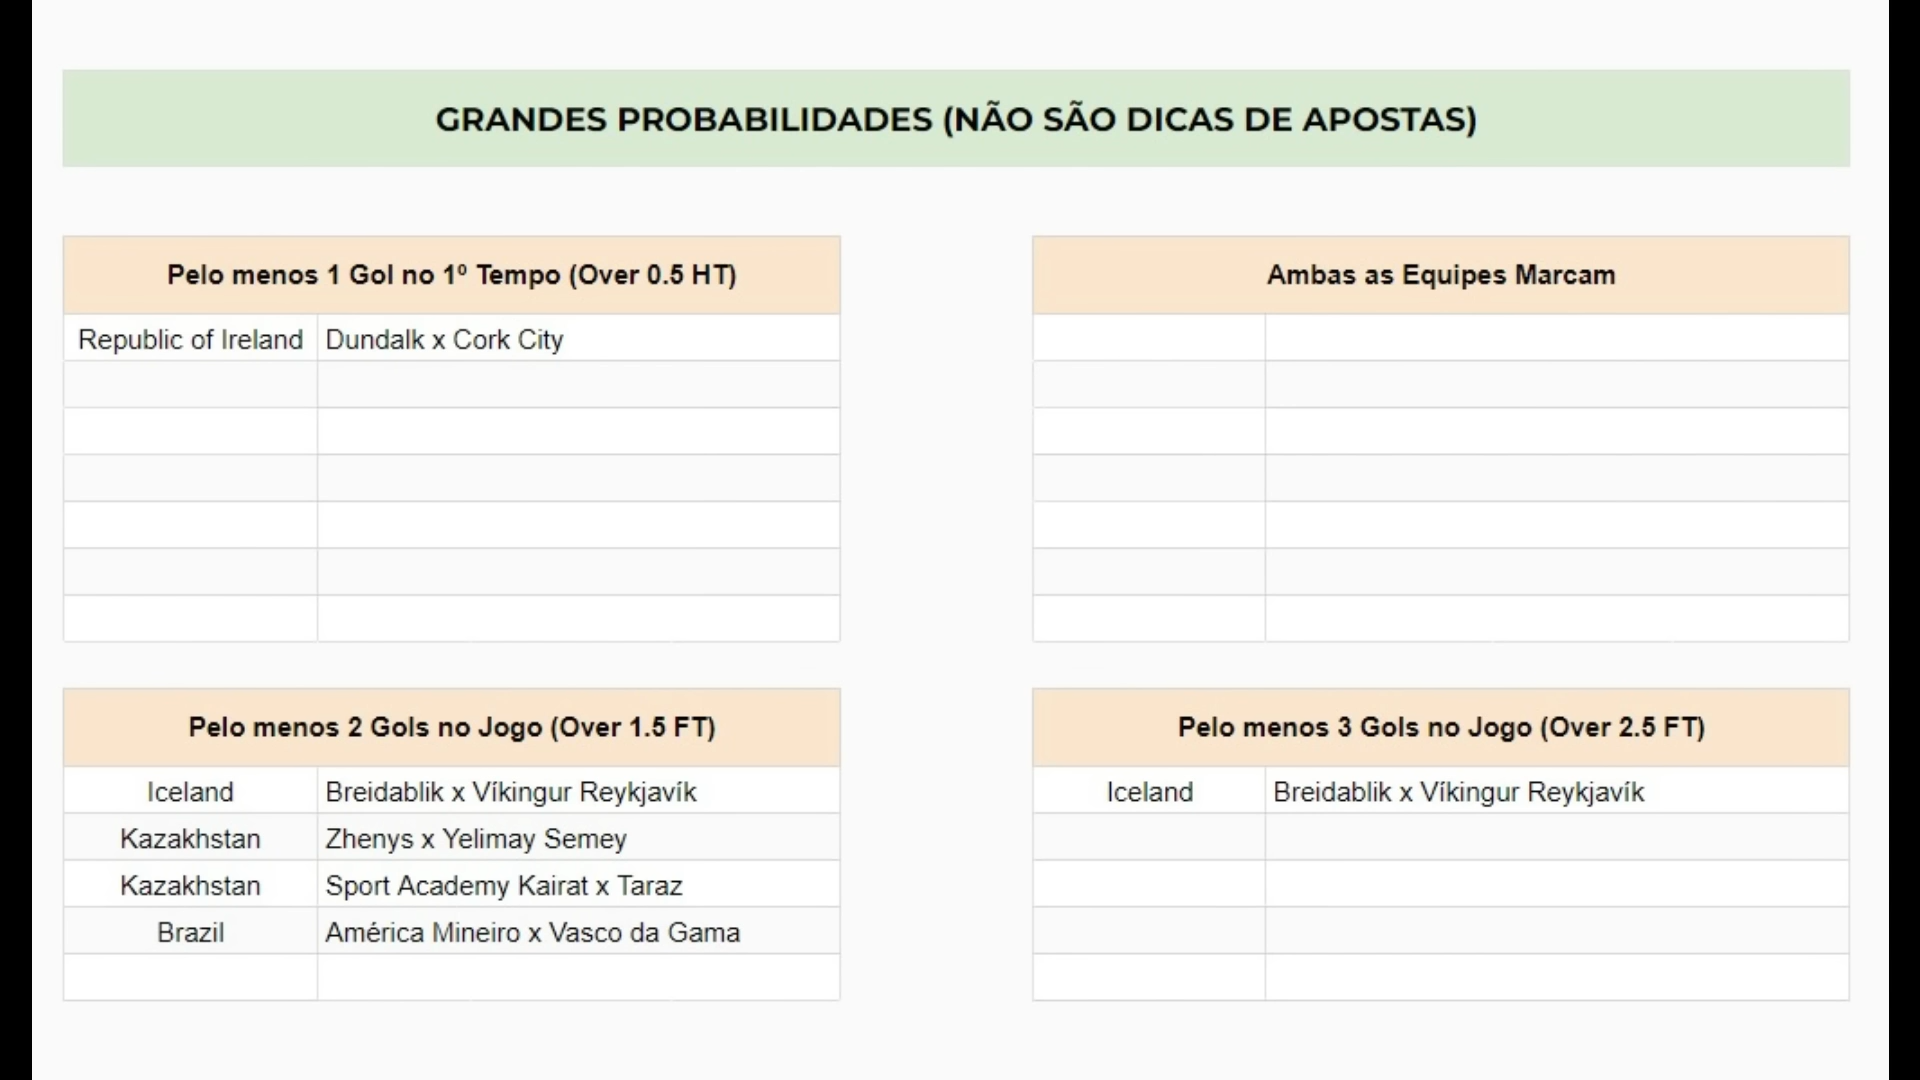 GRANDES PROBABILIDADES (NÃO SÃO DICAS DE APOSTAS)
Pelo menos 1 Gol no 1º Tempo (Over 0.5 HT)
Republic of Ireland Dundalk x Cork City
Ambas as Equipes Marcam
Pelo menos 2 Gols no Jogo (Over 1.5 FT)
Iceland Breidablik x Víkingur Reykjavík
Kazakhstan Zhenys x Yelimay Semey
Kazakhstan Sport Academy Kairat x Taraz
Brazil América Mineiro x Vasco da Gama
Pelo menos 3 Gols no Jogo (Over 2.5 FT)
Iceland Breidablik x Víkingur Reykjavík